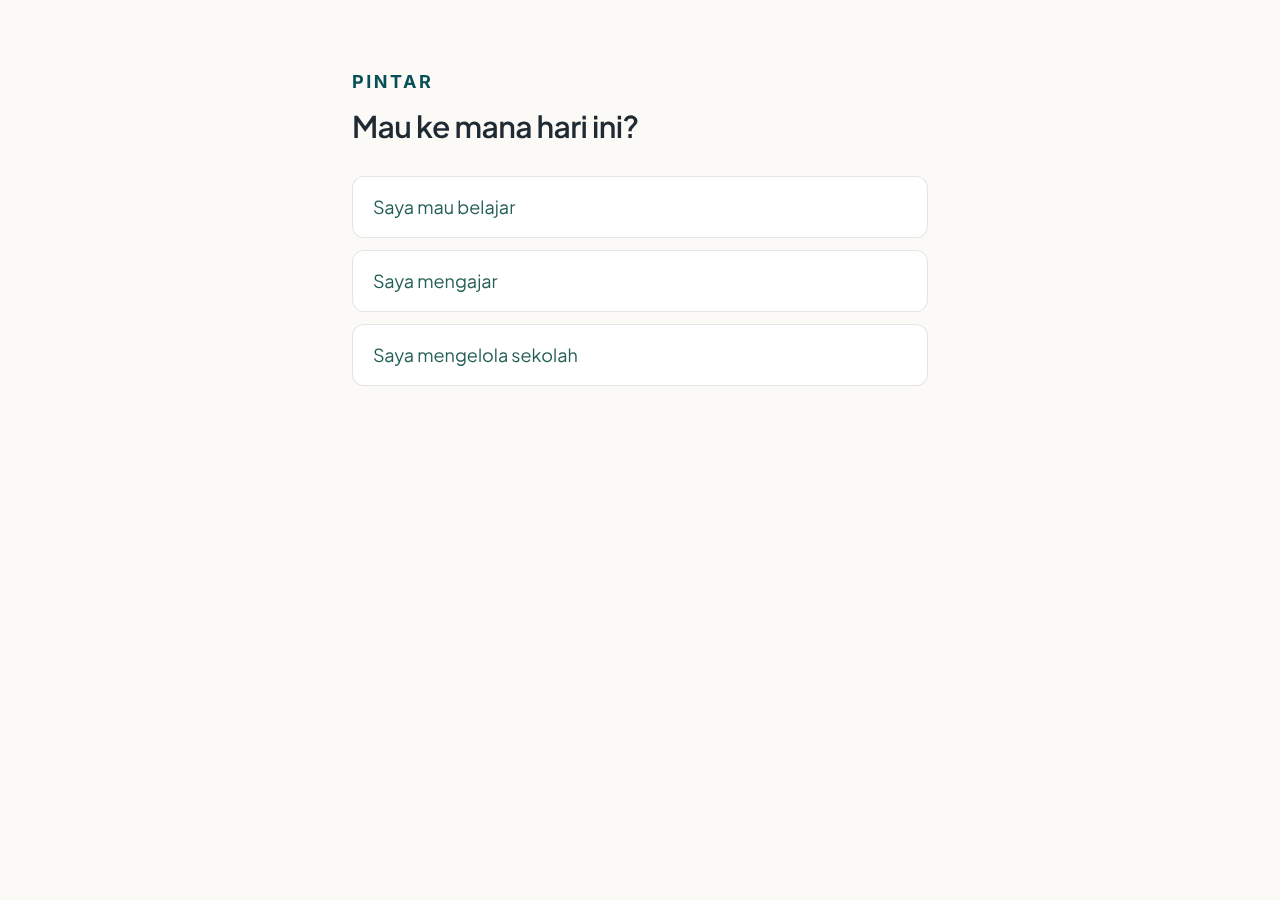 PINTAR
Mau ke mana hari ini?
Saya mau belajar
Saya mengajar
Saya mengelola sekolah